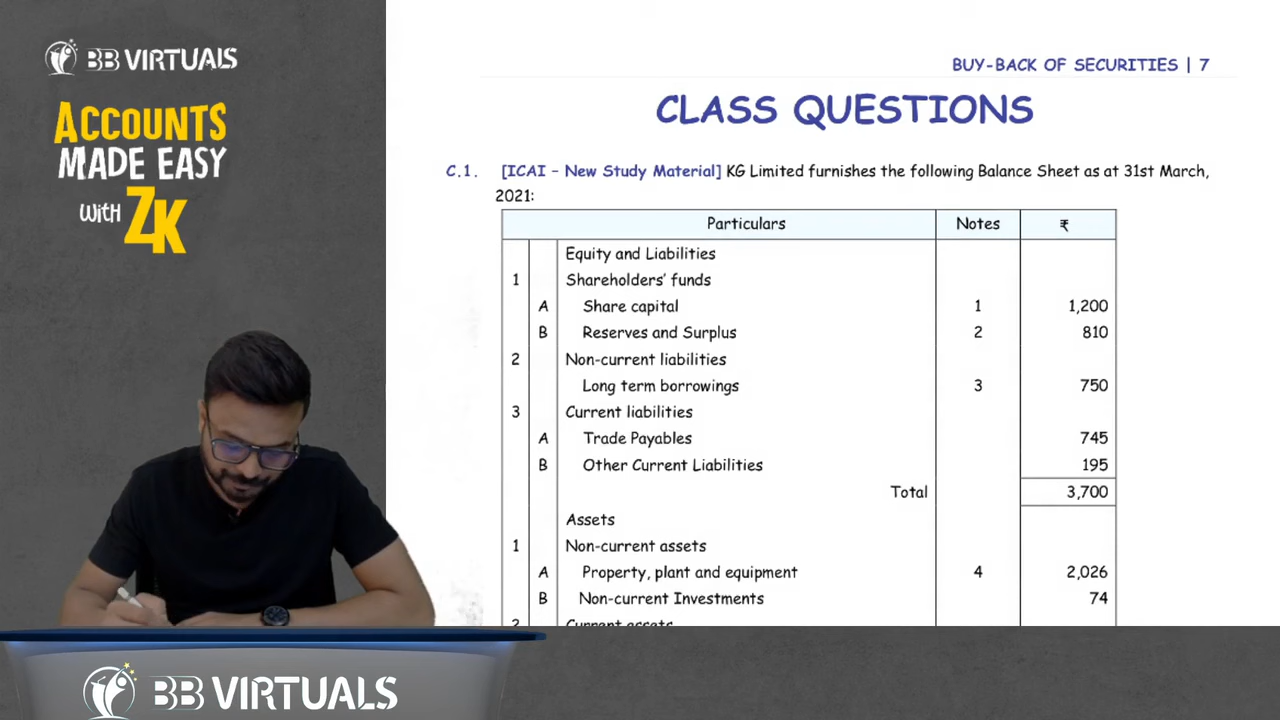 BB VIRTUALS
ACCOUNTS
MADE EASY
with ZK
BUY-BACK OF SECURITIES | 7
CLASS QUESTIONS
C.1. [ICAI – New Study Material] KG Limited furnishes the following Balance Sheet as at 31st March,
2021:
Particulars Notes ₹
Equity and Liabilities
1 Shareholders' funds
A Share capital 1 1,200
B Reserves and Surplus 2 810
2 Non-current liabilities
Long term borrowings 3 750
3 Current liabilities
A Trade Payables 745
B Other Current Liabilities 195
Total 3,700
Assets
1 Non-current assets
A Property, plant and equipment 4 2,026
B Non-current Investments 74
2 Current assets
BB VIRTUALS